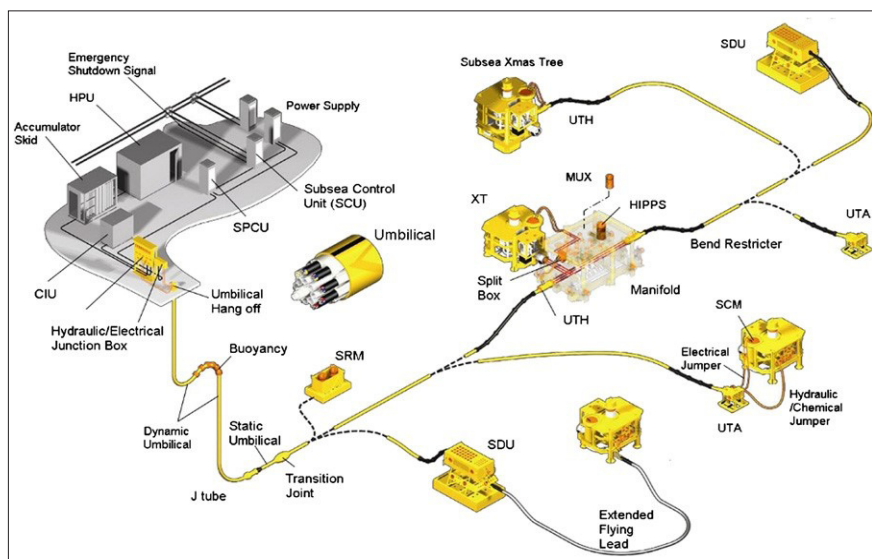 Emergency
Shutdown Signal
HPU
Accumulator
Skid
Power Supply
Subsea Control
Unit (SCU)
SPCU
CIU
Umbilical
Hang off
Hydraulic/Electrical
Junction Box
Umbilical
Buoyancy
Dynamic
Umbilical
Static
Umbilical
J tube
Transition
Joint
SRM
Subsea Xmas Tree
UTH
SDU
MUX
XT
HIPPS
UTA
Bend Restricter
Split
Box
Manifold
UTH
SCM
Electrical
Jumper
Hydraulic
/Chemical
Jumper
UTA
SDU
Extended
Flying
Lead